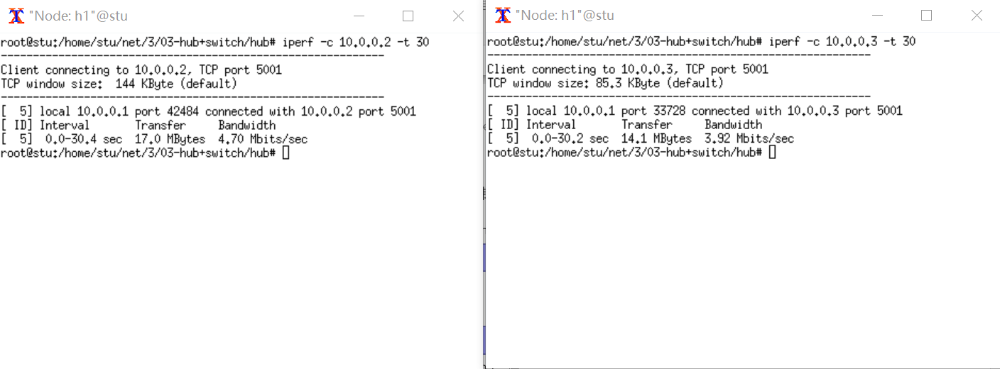 "Node: h1"@stu
root@stu:/home/stu/net/3/03-hub+switch/hub# iperf -c 10.0.0.2 -t 30
------------------------------------------------------------
Client connecting to 10.0.0.2, TCP port 5001
TCP window size:  144 KByte (default)
------------------------------------------------------------
[  5] local 10.0.0.1 port 42484 connected with 10.0.0.2 port 5001
[ ID] Interval       Transfer     Bandwidth
[  5]  0.0-30.4 sec  17.0 MBytes  4.70 Mbits/sec
root@stu:/home/stu/net/3/03-hub+switch/hub#
"Node: h1"@stu
root@stu:/home/stu/net/3/03-hub+switch/hub# iperf -c 10.0.0.3 -t 30
------------------------------------------------------------
Client connecting to 10.0.0.3, TCP port 5001
TCP window size: 85.3 KByte (default)
------------------------------------------------------------
[  5] local 10.0.0.1 port 33728 connected with 10.0.0.3 port 5001
[ ID] Interval       Transfer     Bandwidth
[  5]  0.0-30.2 sec  14.1 MBytes  3.92 Mbits/sec
root@stu:/home/stu/net/3/03-hub+switch/hub#